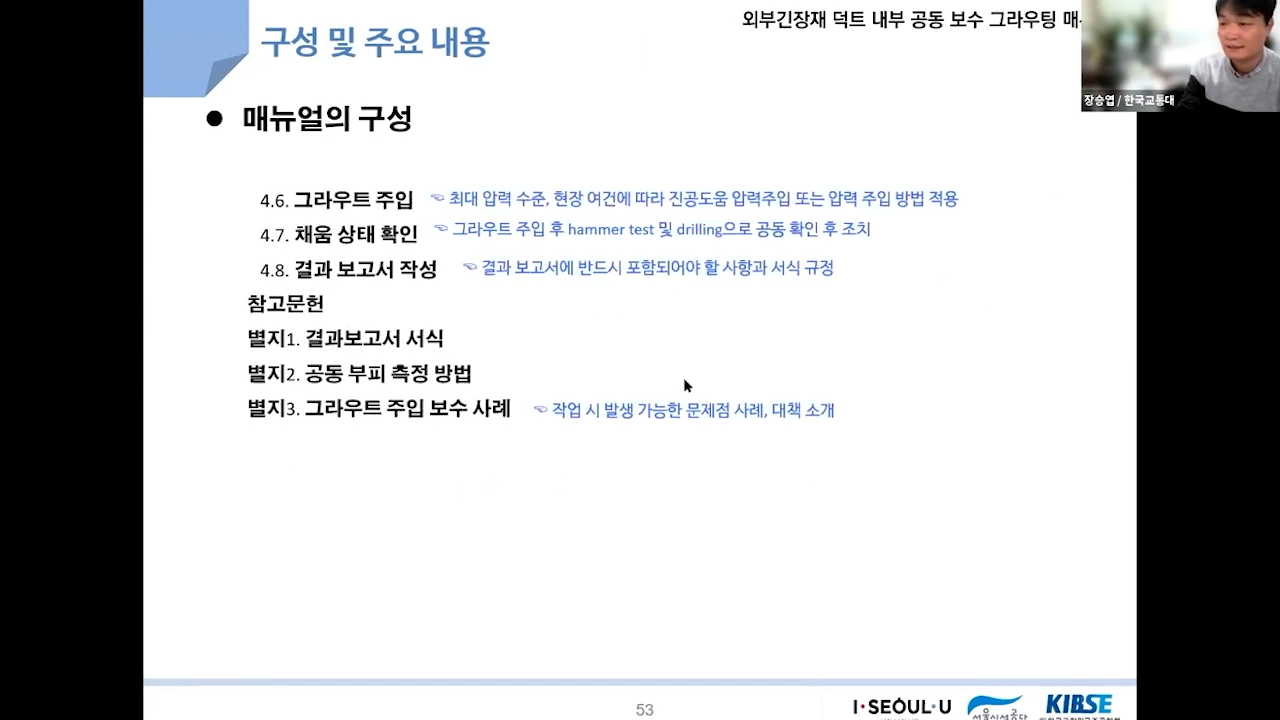 구성 및 주요 내용
외부긴장재 덕트 내부 공동 보수 그라우팅
장승엽 / 한국교통대
● 매뉴얼의 구성
4.6. 그라우트 주입 ☜ 최대 압력 수준, 현장 여건에 따라 진공도움 압력주입 또는 압력 주입 방법 적용
4.7. 채움 상태 확인 ☜ 그라우트 주입 후 hammer test 및 drilling으로 공동 확인 후 조치
4.8. 결과 보고서 작성 ☜ 결과 보고서에 반드시 포함되어야 할 사항과 서식 규정
참고문헌
별지1. 결과보고서 서식
별지2. 공동 부피 측정 방법
별지3. 그라우트 주입 보수 사례 ☜ 작업 시 발생 가능한 문제점 사례, 대책 소개
53
I·SEOUL·U
서울시설공단
KIBSE